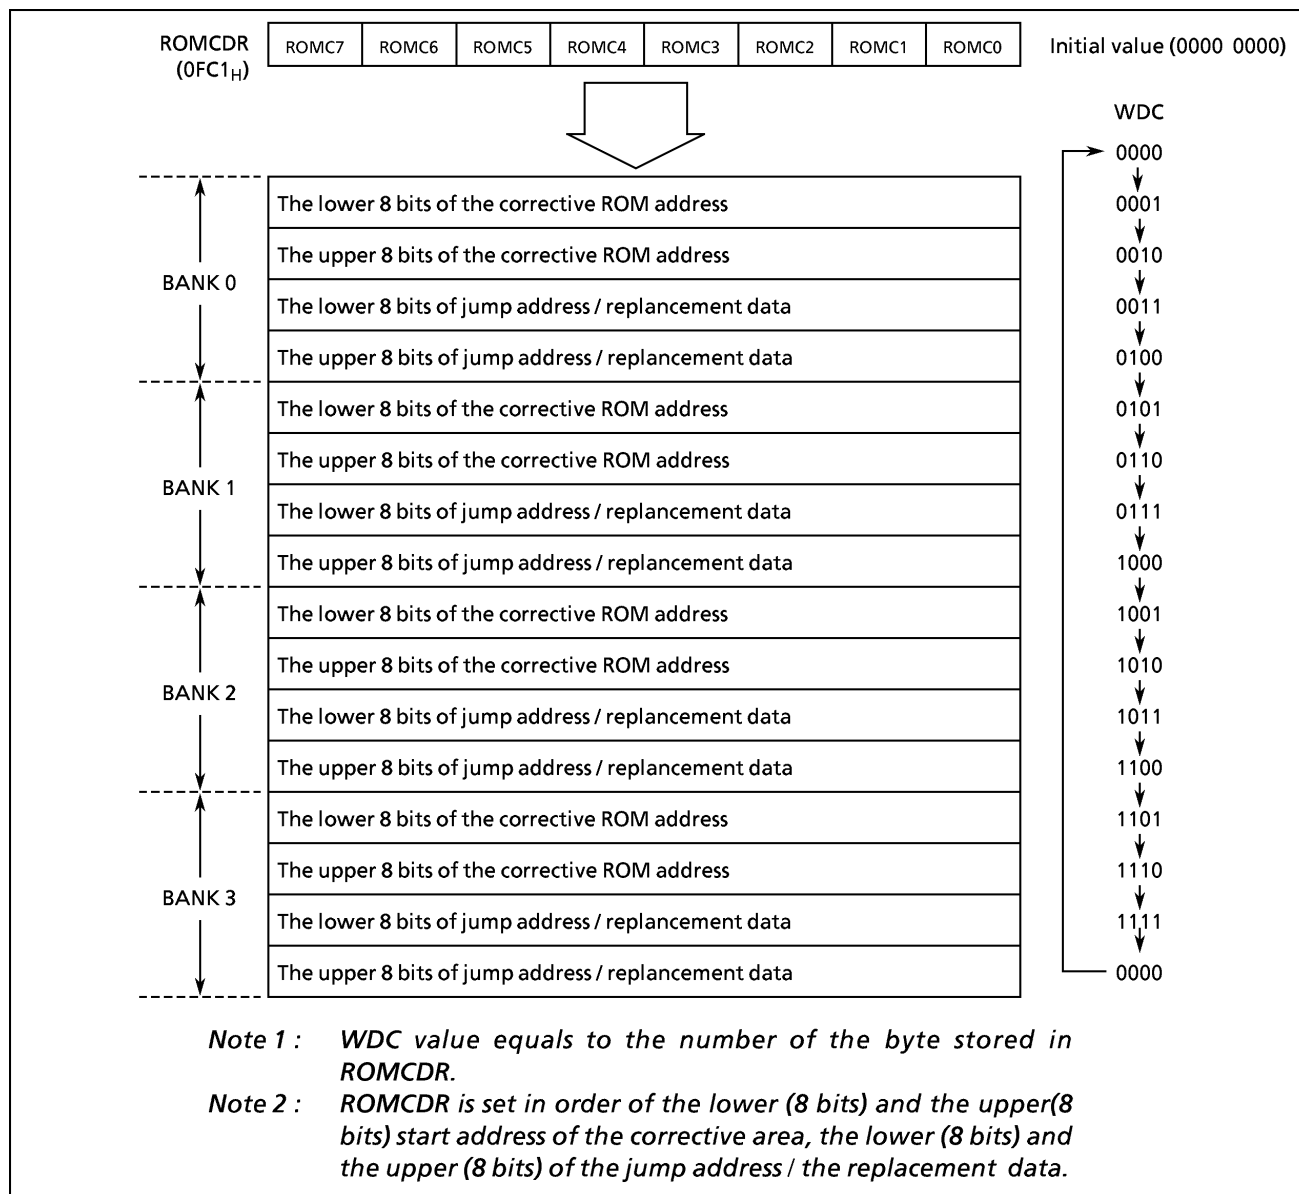 ROMCDR
(0FC1H)
ROMC7 ROMC6 ROMC5 ROMC4 ROMC3 ROMC2 ROMC1 ROMC0
Initial value (0000 0000)
WDC
0000
The lower 8 bits of the corrective ROM address 0001
The upper 8 bits of the corrective ROM address 0010
BANK 0
The lower 8 bits of jump address / replancement data 0011
The upper 8 bits of jump address / replancement data 0100
The lower 8 bits of the corrective ROM address 0101
The upper 8 bits of the corrective ROM address 0110
BANK 1
The lower 8 bits of jump address / replancement data 0111
The upper 8 bits of jump address / replancement data 1000
The lower 8 bits of the corrective ROM address 1001
The upper 8 bits of the corrective ROM address 1010
BANK 2
The lower 8 bits of jump address / replancement data 1011
The upper 8 bits of jump address / replancement data 1100
The lower 8 bits of the corrective ROM address 1101
The upper 8 bits of the corrective ROM address 1110
BANK 3
The lower 8 bits of jump address / replancement data 1111
The upper 8 bits of jump address / replancement data 0000
Note 1 : WDC value equals to the number of the byte stored in
ROMCDR.
Note 2 : ROMCDR is set in order of the lower (8 bits) and the upper(8
bits) start address of the corrective area, the lower (8 bits) and
the upper (8 bits) of the jump address / the replacement data.